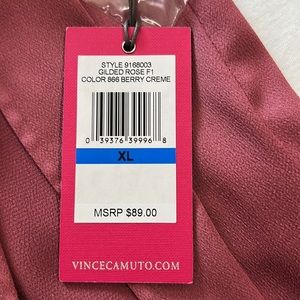 STYLE 9168003
GILDED ROSE F1
COLOR 866 BERRY CREME
0 39376 39996 8
XL
MSRP $89.00
VINCECAMUTO.COM